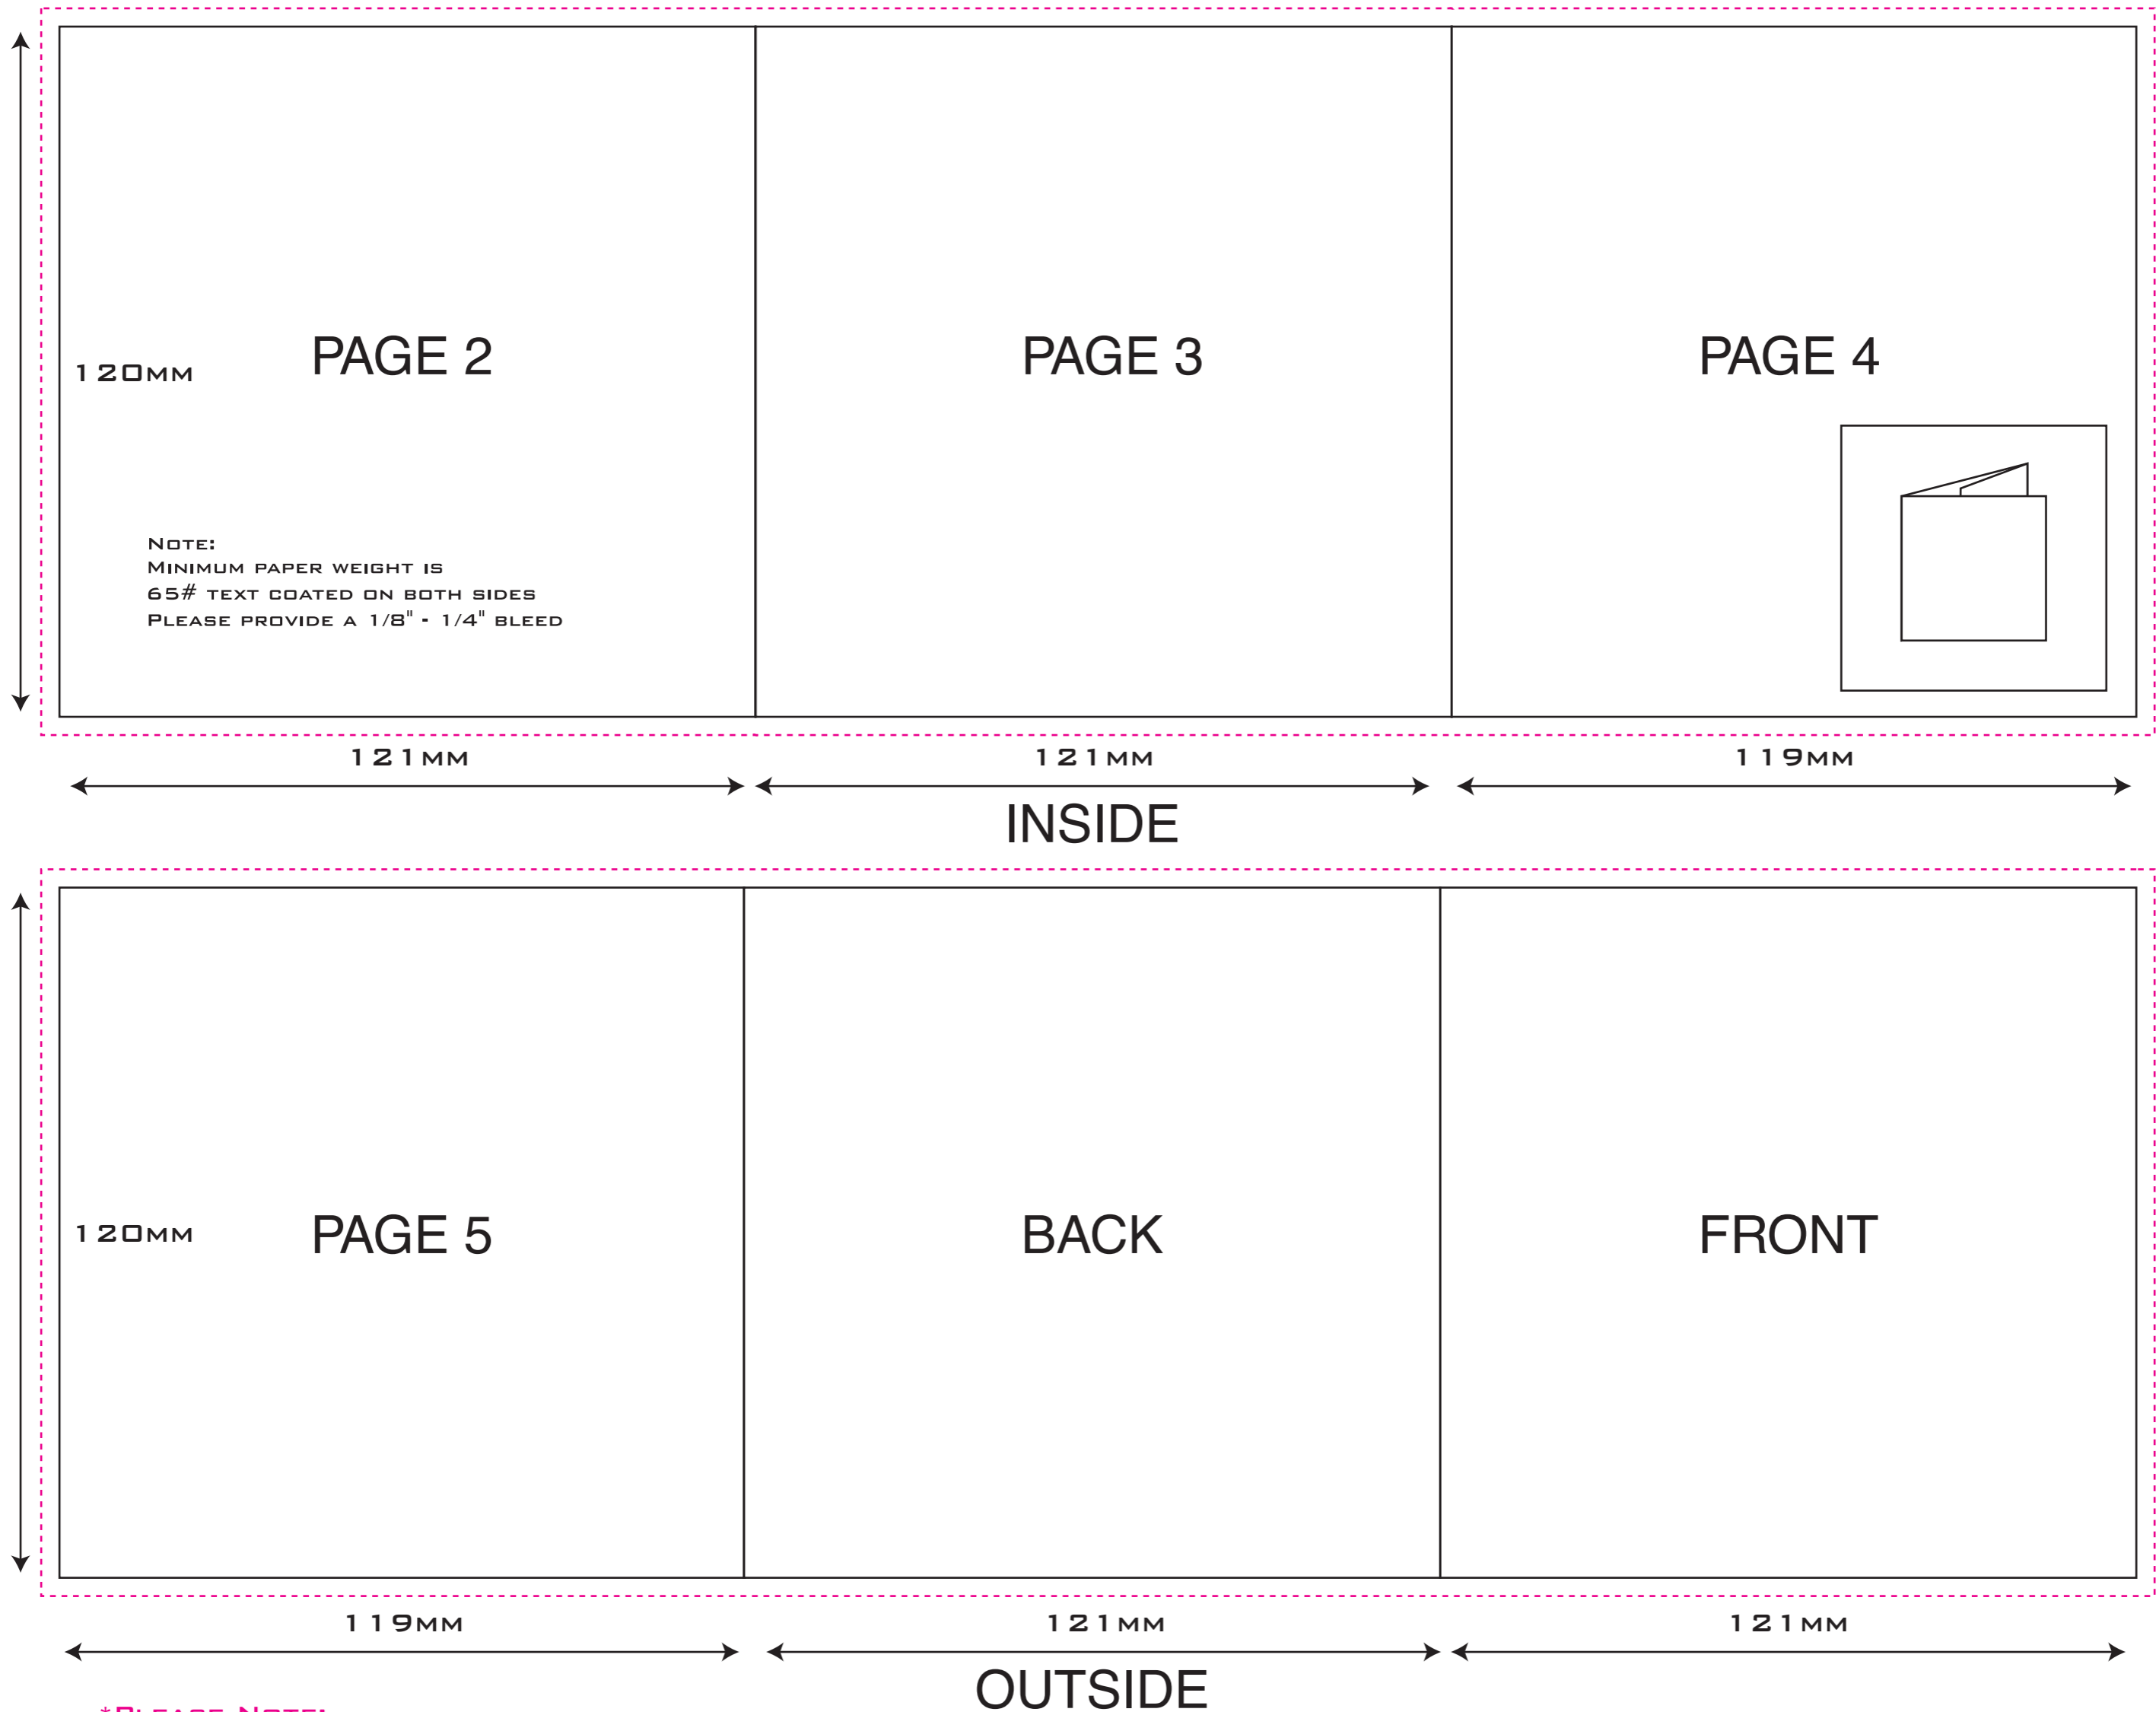 PAGE 2
PAGE 3
PAGE 4
120mm
Note:
Minimum paper weight is
65# text coated on both sides
Please provide a 1/8" - 1/4" bleed
121mm
121mm
119mm
INSIDE
PAGE 5
BACK
FRONT
120mm
119mm
121mm
121mm
OUTSIDE
*Please Note: